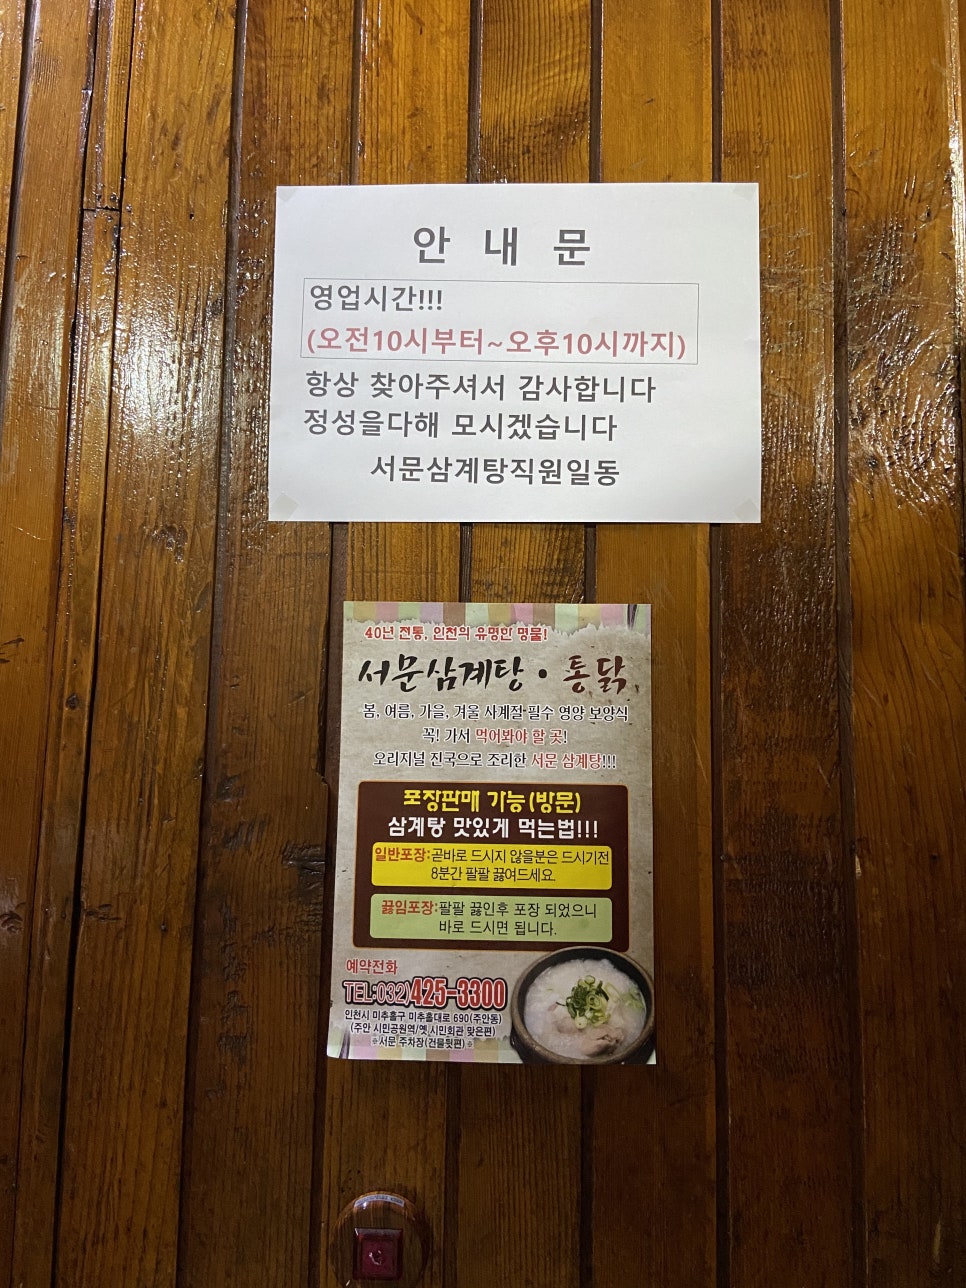 안 내 문
영업시간!!!
(오전10시부터~오후10시까지)
항상 찾아주셔서 감사합니다
정성을다해 모시겠습니다
서문삼계탕직원일동
40년 전통, 인천의 유명한 명물!
서문삼계탕 • 통닭
봄, 여름, 가을, 겨울 사계절 필수 영양 보양식
꼭! 가서 먹어봐야 할 곳!
오리지널 진국으로 조리한 서문 삼계탕!!!
포장판매 가능(방문)
삼계탕 맛있게 먹는법!!!
일반포장:곧바로 드시지 않을분은 드시기전
8분간 팔팔 끓여드세요.
끓임포장:팔팔 끓인후 포장 되었으니
바로 드시면 됩니다.
예약전화
TEL:032)425-3300
인천시 미추홀구 미추홀대로 690(주안동)
(주안 시민공원역/옛 시민회관 맞은편)
※서문 주차장(건물뒷편)※